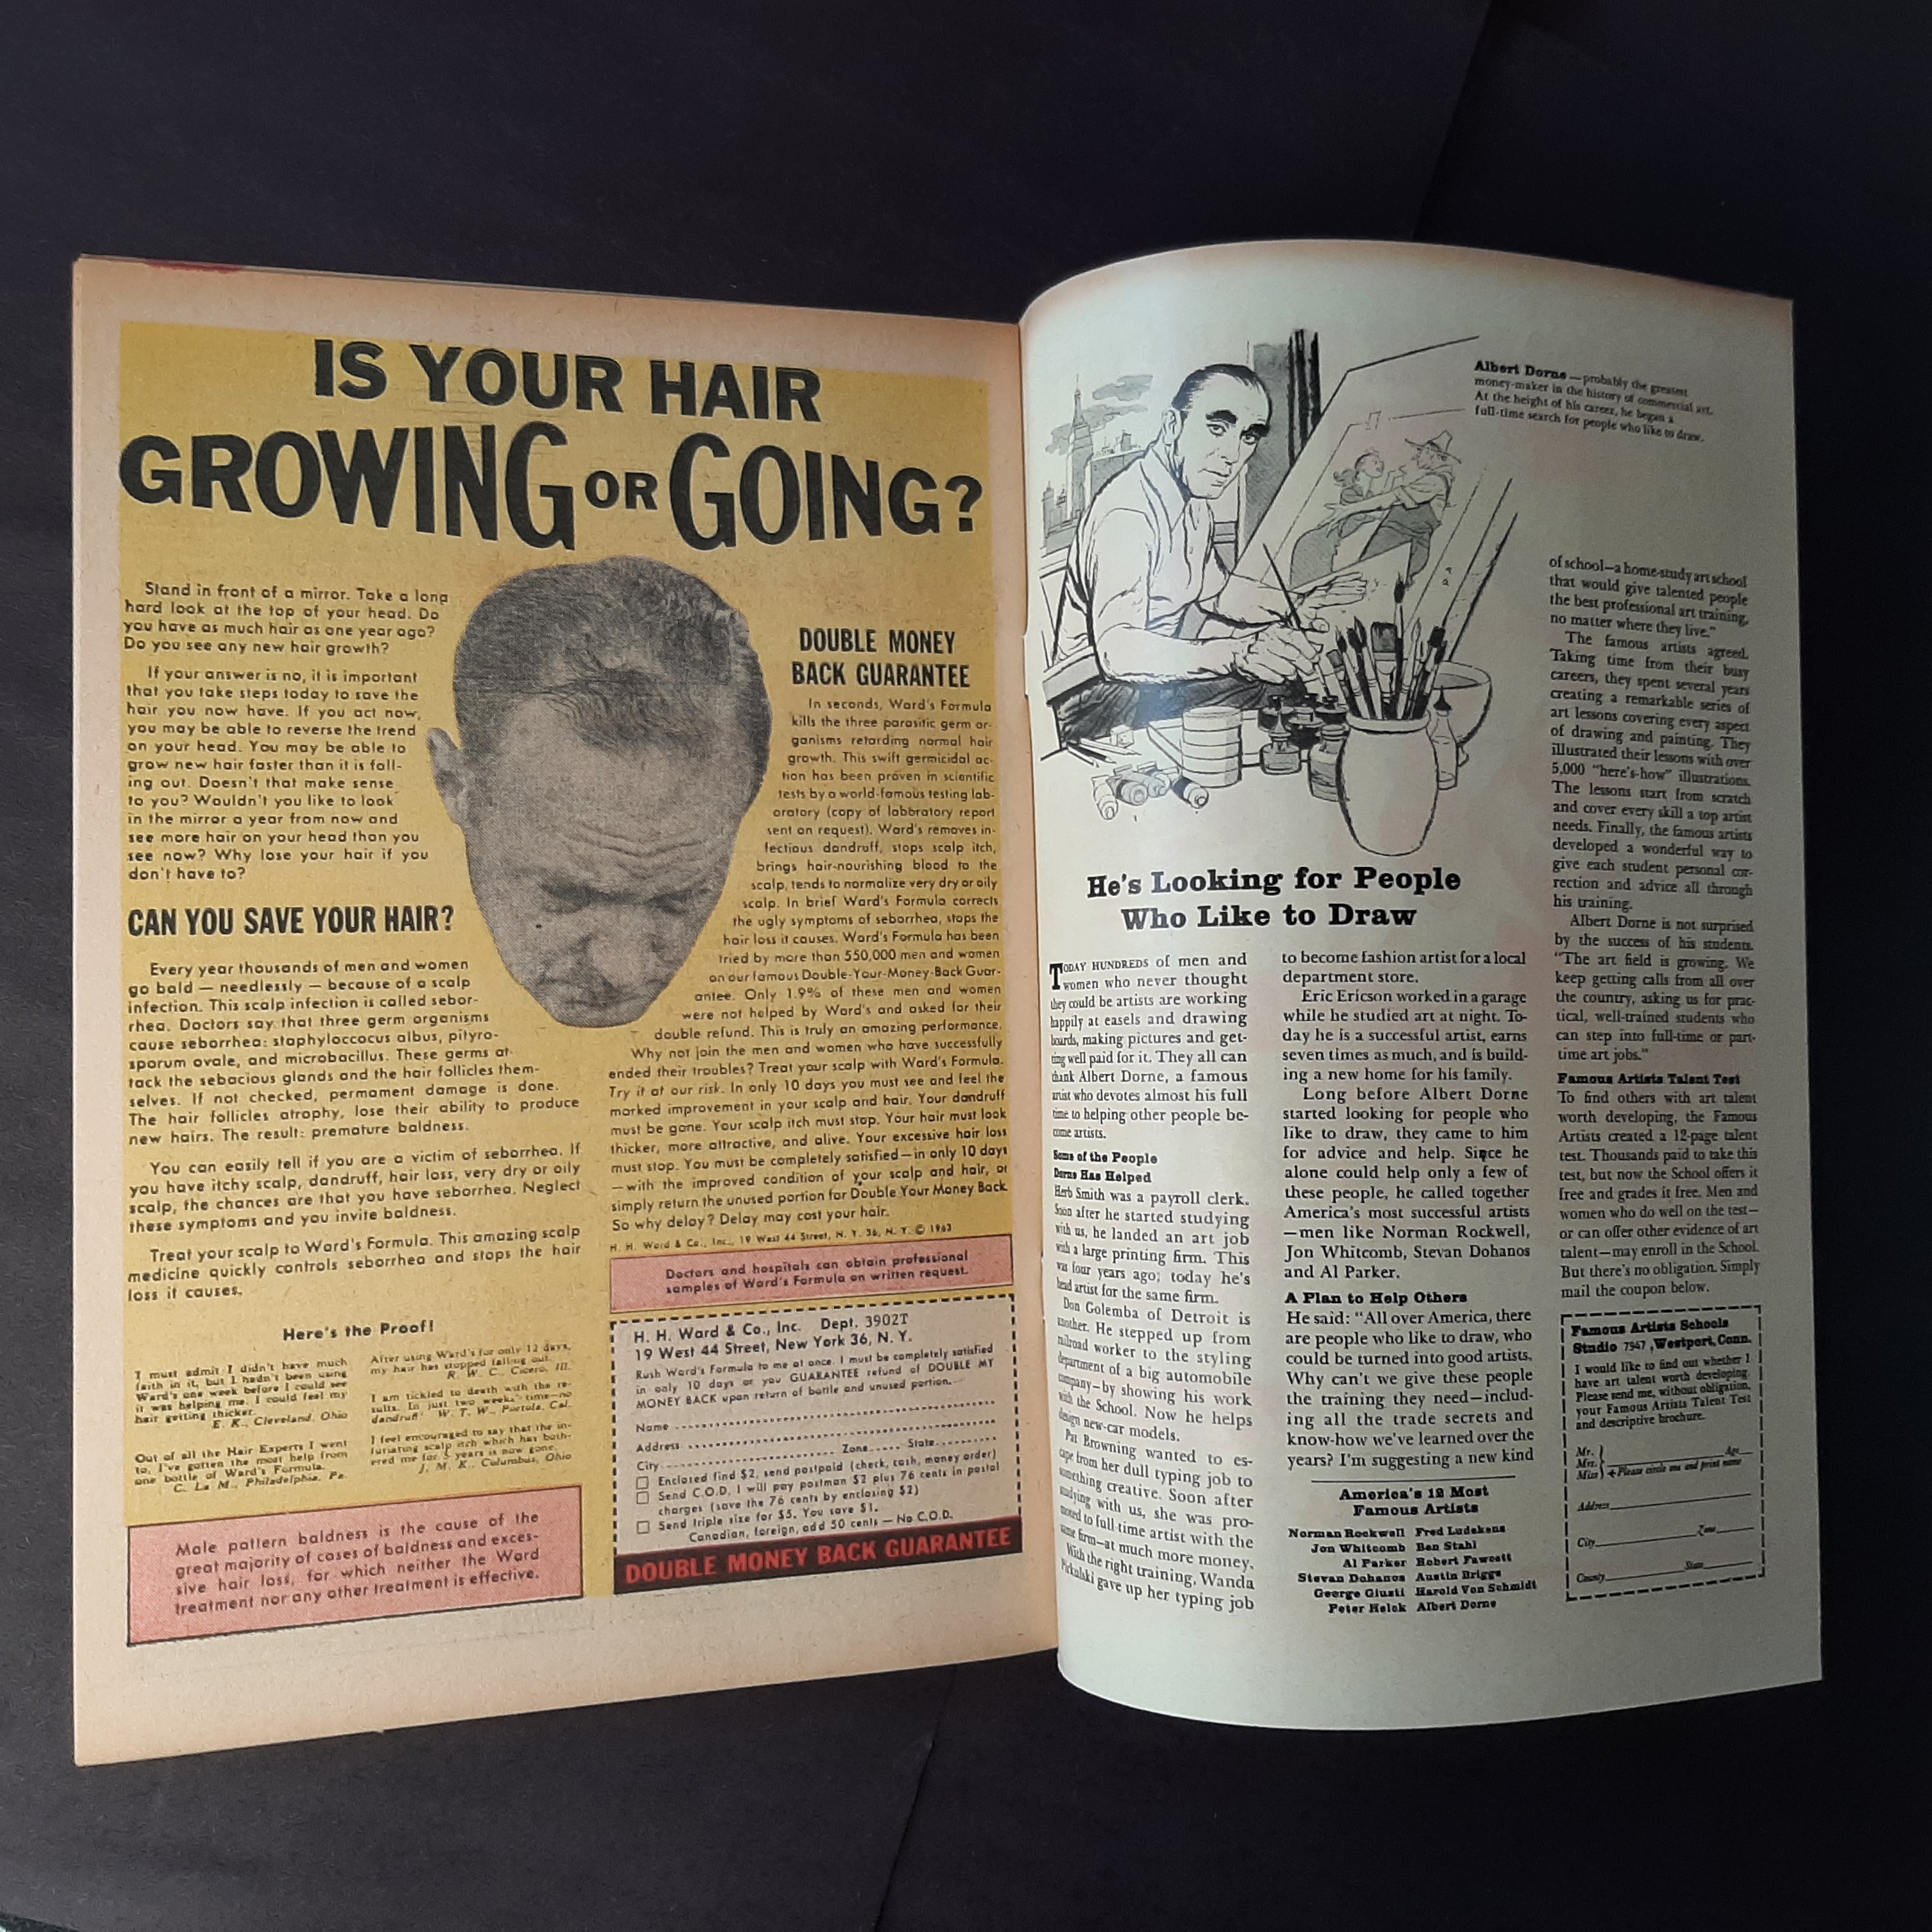 IS YOUR HAIR
GROWING OR GOING?
Stand in front of a mirror. Take a long
hard look at the top of your head. Do
you have as much hair as one year ago?
Do you see any new hair growth?
If your answer is no, it is important
that you take steps today to save the
hair you now have. If you act now,
you may be able to reverse the trend
on your head. You may be able to
grow new hair faster than it is fall-
ing out. Doesn't that make sense
to you? Wouldn't you like to look
in the mirror a year from now and
see more hair on your head than you
see now? Why lose your hair if you
don't have to?
CAN YOU SAVE YOUR HAIR?
Every year thousands of men and women
go bald — needlessly — because of a scalp
infection. This scalp infection is called sebor-
rhea. Doctors say that three germ organisms
cause seborrhea: staphyloccocus albus, pityro-
sporum ovale, and microbacillus. These germs at-
tack the sebacious glands and the hair follicles them-
selves. If not checked, permament damage is done.
The hair follicles atrophy, lose their ability to produce
new hairs. The result: premature baldness.
You can easily tell if you are a victim of seborrhea. If
you have itchy scalp, dandruff, hair loss, very dry or oily
scalp, the chances are that you have seborrhea. Neglect
these symptoms and you invite baldness.
Treat your scalp to Ward's Formula. This amazing scalp
medicine quickly controls seborrhea and stops the hair
loss it causes.
Here's the Proof!
I must admit I didn't have much
faith in it, but I hadn't been using
Ward's one week before I could see
it was helping me. I could feel my
hair getting thicker.
E. K., Cleveland, Ohio
Out of all the Hair Experts I went
to, I've gotten the most help from
one bottle of Ward's Formula.
C. La M., Philadelphia, Pa.
After using Ward's for only 12 days,
my hair has stopped falling out.
R. W. C., Cicero, Ill.
I am tickled to death with the re-
sults. In just two weeks' time—no
dandruff! W. T. W., Portola, Cal.
I feel encouraged to say that the in-
furiating scalp itch which has both-
ered me for 5 years is now gone.
J. M. K., Columbus, Ohio
Male pattern baldness is the cause of the
great majority of cases of baldness and exces-
sive hair loss, for which neither the Ward
treatment nor any other treatment is effective.
DOUBLE MONEY
BACK GUARANTEE
In seconds, Ward's Formula
kills the three parasitic germ or-
ganisms retarding normal hair
growth. This swift germicidal ac-
tion has been proven in scientific
tests by a world-famous testing lab-
oratory (copy of labbratory report
sent on request). Ward's removes in-
fectious dandruff, stops scalp itch,
brings hair-nourishing blood to the
scalp, tends to normalize very dry or oily
scalp. In brief Ward's Formula corrects
the ugly symptoms of seborrhea, stops the
hair loss it causes. Ward's Formula has been
tried by more than 550,000 men and women
on our famous Double-Your-Money-Back Guar-
antee. Only 1.9% of these men and women
were not helped by Ward's and asked for their
double refund. This is truly an amazing performance.
Why not join the men and women who have successfully
ended their troubles? Treat your scalp with Ward's Formula.
Try it at our risk. In only 10 days you must see and feel the
marked improvement in your scalp and hair. Your dandruff
must be gone. Your scalp itch must stop. Your hair must look
thicker, more attractive, and alive. Your excessive hair loss
must stop. You must be completely satisfied—in only 10 days
—with the improved condition of your scalp and hair, or
simply return the unused portion for Double Your Money Back.
So why delay? Delay may cost your hair.
H. H. Ward & Co., Inc., 19 West 44 Street, N. Y. 36, N. Y. © 1963
Doctors and hospitals can obtain professional
samples of Ward's Formula on written request.
H. H. Ward & Co., Inc. Dept. 3902T
19 West 44 Street, New York 36, N. Y.
Rush Ward's Formula to me at once. I must be completely satisfied
in only 10 days or you GUARANTEE refund of DOUBLE MY
MONEY BACK upon return of bottle and unused portion.
Name
Address
City Zone State
Enclosed find $2, send postpaid (check, cash, money order)
Send C.O.D. I will pay postman $2 plus 76 cents in postal
charges (save the 76 cents by enclosing $2)
Send triple size for $5. You save $1.
Canadian, foreign, add 50 cents — No C.O.D.
DOUBLE MONEY BACK GUARANTEE
Albert Dorne — probably the greatest
money-maker in the history of commercial art.
At the height of his career, he began a
full-time search for people who like to draw.
He's Looking for People
Who Like to Draw
TODAY HUNDREDS of men and
women who never thought
they could be artists are working
happily at easels and drawing
boards, making pictures and get-
ting well paid for it. They all can
thank Albert Dorne, a famous
artist who devotes almost his full
time to helping other people be-
come artists.
Some of the People
Dorne Has Helped
Herb Smith was a payroll clerk.
Soon after he started studying
with us, he landed an art job
with a large printing firm. This
was four years ago; today he's
head artist for the same firm.
Don Golemba of Detroit is
another. He stepped up from
railroad worker to the styling
department of a big automobile
company—by showing his work
with the School. Now he helps
design new-car models.
Pat Browning wanted to es-
cape from her dull typing job to
something creative. Soon after
studying with us, she was pro-
moted to full-time artist with the
same firm—at much more money.
With the right training, Wanda
Pickulski gave up her typing job
to become fashion artist for a local
department store.
Eric Ericson worked in a garage
while he studied art at night. To-
day he is a successful artist, earns
seven times as much, and is build-
ing a new home for his family.
Long before Albert Dorne
started looking for people who
like to draw, they came to him
for advice and help. Since he
alone could help only a few of
these people, he called together
America's most successful artists
—men like Norman Rockwell,
Jon Whitcomb, Stevan Dohanos
and Al Parker.
A Plan to Help Others
He said: "All over America, there
are people who like to draw, who
could be turned into good artists.
Why can't we give these people
the training they need—includ-
ing all the trade secrets and
know-how we've learned over the
years? I'm suggesting a new kind
America's 12 Most
Famous Artists
Norman Rockwell Fred Ludekens
Jon Whitcomb Ben Stahl
Al Parker Robert Fawcett
Stevan Dohanos Austin Briggs
George Giusti Harold Von Schmidt
Peter Helck Albert Dorne
of school—a home-study art school
that would give talented people
the best professional art training,
no matter where they live."
The famous artists agreed.
Taking time from their busy
careers, they spent several years
creating a remarkable series of
art lessons covering every aspect
of drawing and painting. They
illustrated their lessons with over
5,000 "here's-how" illustrations.
The lessons start from scratch
and cover every skill a top artist
needs. Finally, the famous artists
developed a wonderful way to
give each student personal cor-
rection and advice all through
his training.
Albert Dorne is not surprised
by the success of his students.
"The art field is growing. We
keep getting calls from all over
the country, asking us for prac-
tical, well-trained students who
can step into full-time or part-
time art jobs."
Famous Artists Talent Test
To find others with art talent
worth developing, the Famous
Artists created a 12-page talent
test. Thousands paid to take this
test, but now the School offers it
free and grades it free. Men and
women who do well on the test—
or can offer other evidence of art
talent—may enroll in the School.
But there's no obligation. Simply
mail the coupon below.
Famous Artists Schools
Studio 7947, Westport, Conn.
I would like to find out whether I
have art talent worth developing.
Please send me, without obligation,
your Famous Artists Talent Test
and descriptive brochure.
Mr.
Mrs. Age
Miss Please circle one and print name
Address
City Zone
County State